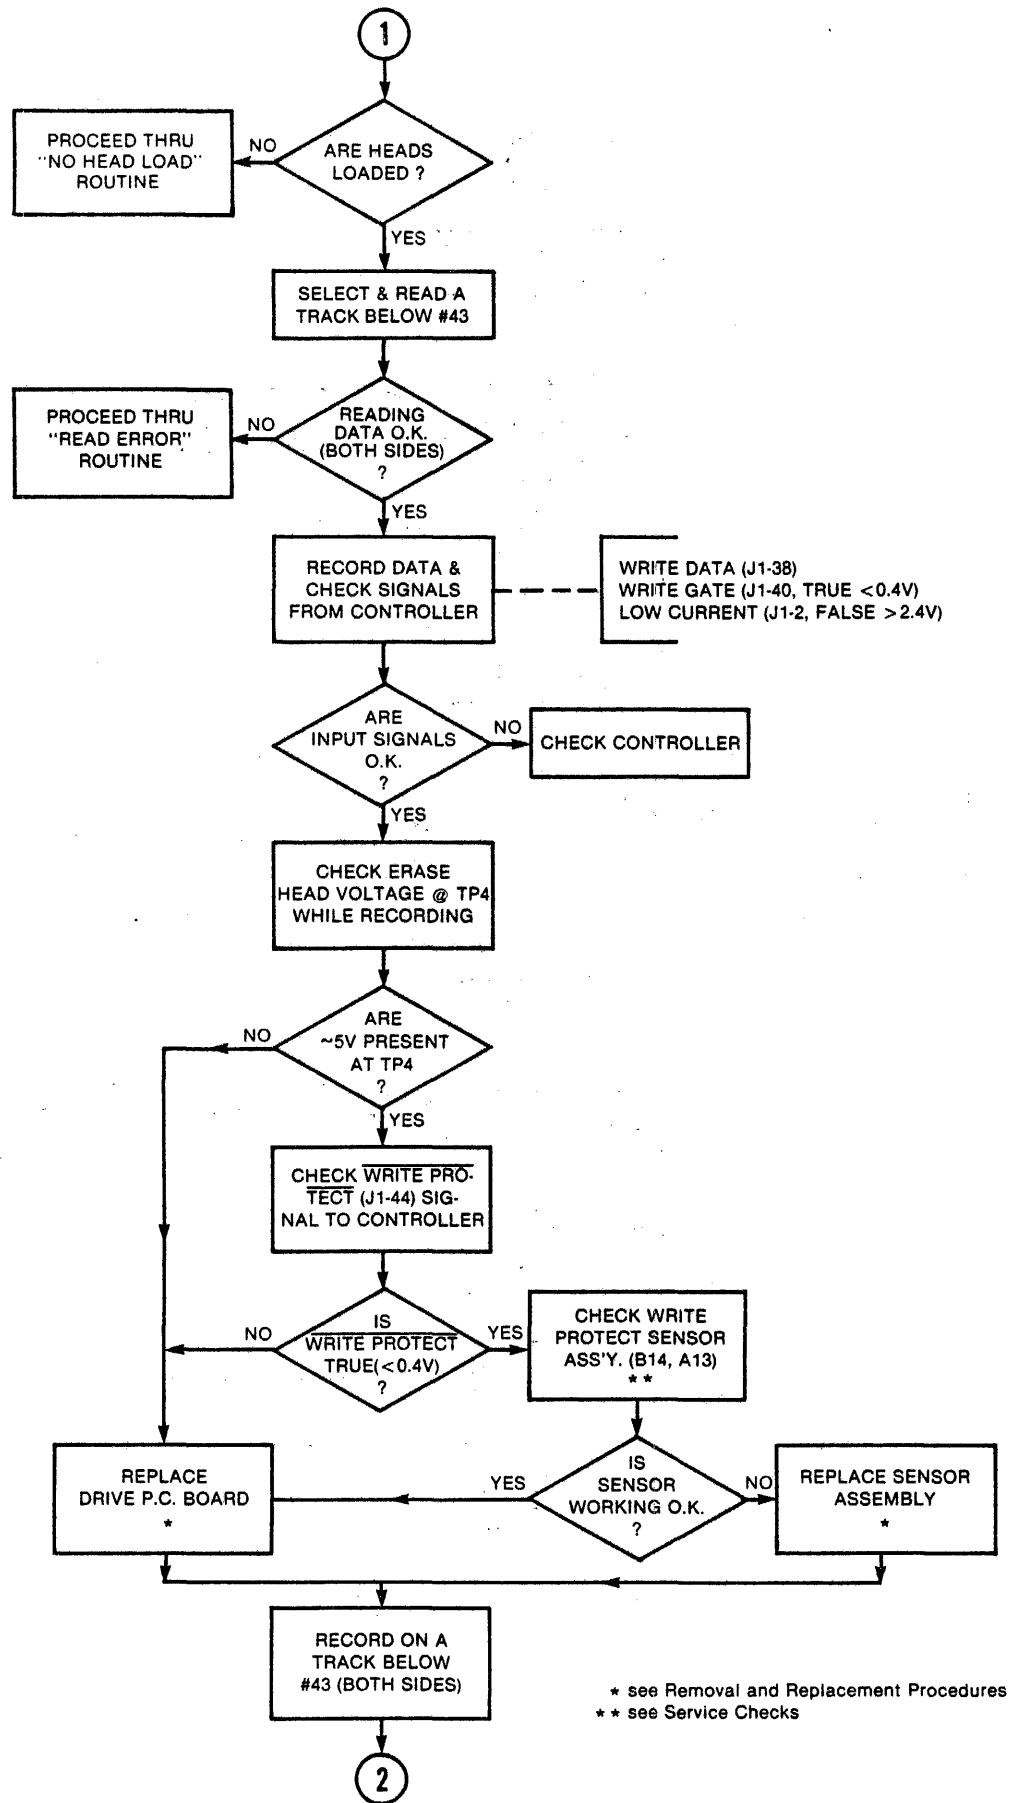 1
ARE HEADS
LOADED ?
NO
PROCEED THRU
"NO HEAD LOAD"
ROUTINE
YES
SELECT & READ A
TRACK BELOW #43
READING
DATA O.K.
(BOTH SIDES)
?
NO
PROCEED THRU
"READ ERROR"
ROUTINE
YES
RECORD DATA &
CHECK SIGNALS
FROM CONTROLLER
WRITE DATA (J1-38)
WRITE GATE (J1-40, TRUE <0.4V)
LOW CURRENT (J1-2, FALSE >2.4V)
ARE
INPUT SIGNALS
O.K.
?
NO
CHECK CONTROLLER
YES
CHECK ERASE
HEAD VOLTAGE @ TP4
WHILE RECORDING
ARE
~5V PRESENT
AT TP4
?
NO
YES
CHECK WRITE PRO-
TECT (J1-44) SIG-
NAL TO CONTROLLER
IS
WRITE PROTECT
TRUE(<0.4V)
?
NO
YES
CHECK WRITE
PROTECT SENSOR
ASS'Y. (B14, A13)
* *
IS
SENSOR
WORKING O.K.
?
YES
NO
REPLACE
DRIVE P.C. BOARD
*
REPLACE SENSOR
ASSEMBLY
*
RECORD ON A
TRACK BELOW
#43 (BOTH SIDES)
* see Removal and Replacement Procedures
* * see Service Checks
2